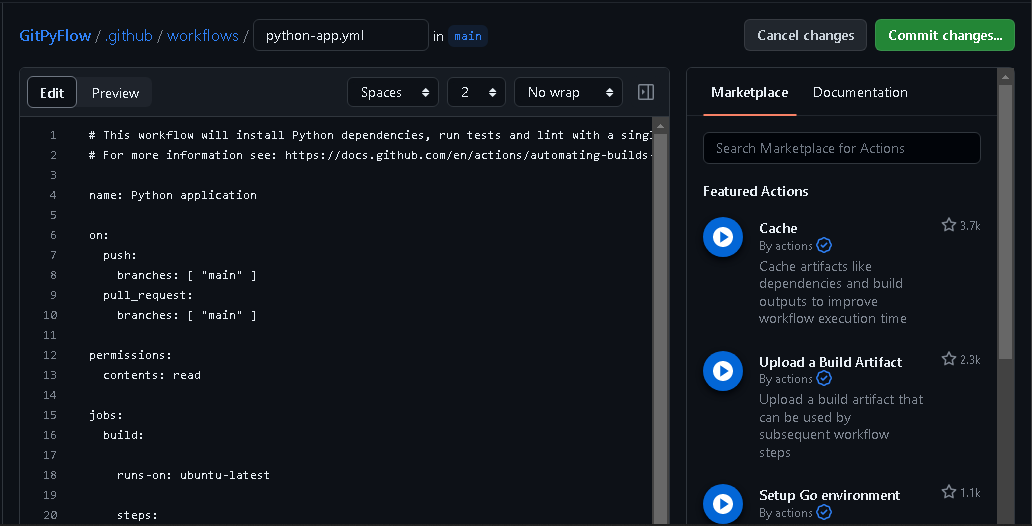 GitPyFlow / .github / workflows / python-app.yml in main
Cancel changes
Commit changes...
Edit
Preview
Spaces
2
No wrap
1 # This workflow will install Python dependencies, run tests and lint with a singl
2 # For more information see: https://docs.github.com/en/actions/automating-builds-
3
4 name: Python application
5
6 on:
7 push:
8 branches: [ "main" ]
9 pull_request:
10 branches: [ "main" ]
11
12 permissions:
13 contents: read
14
15 jobs:
16 build:
17
18 runs-on: ubuntu-latest
19
20 steps:
Marketplace
Documentation
Search Marketplace for Actions
Featured Actions
Cache
3.7k
By actions
Cache artifacts like
dependencies and build
outputs to improve
workflow execution time
Upload a Build Artifact
2.3k
By actions
Upload a build artifact that
can be used by
subsequent workflow
steps
Setup Go environment
1.1k
By actions